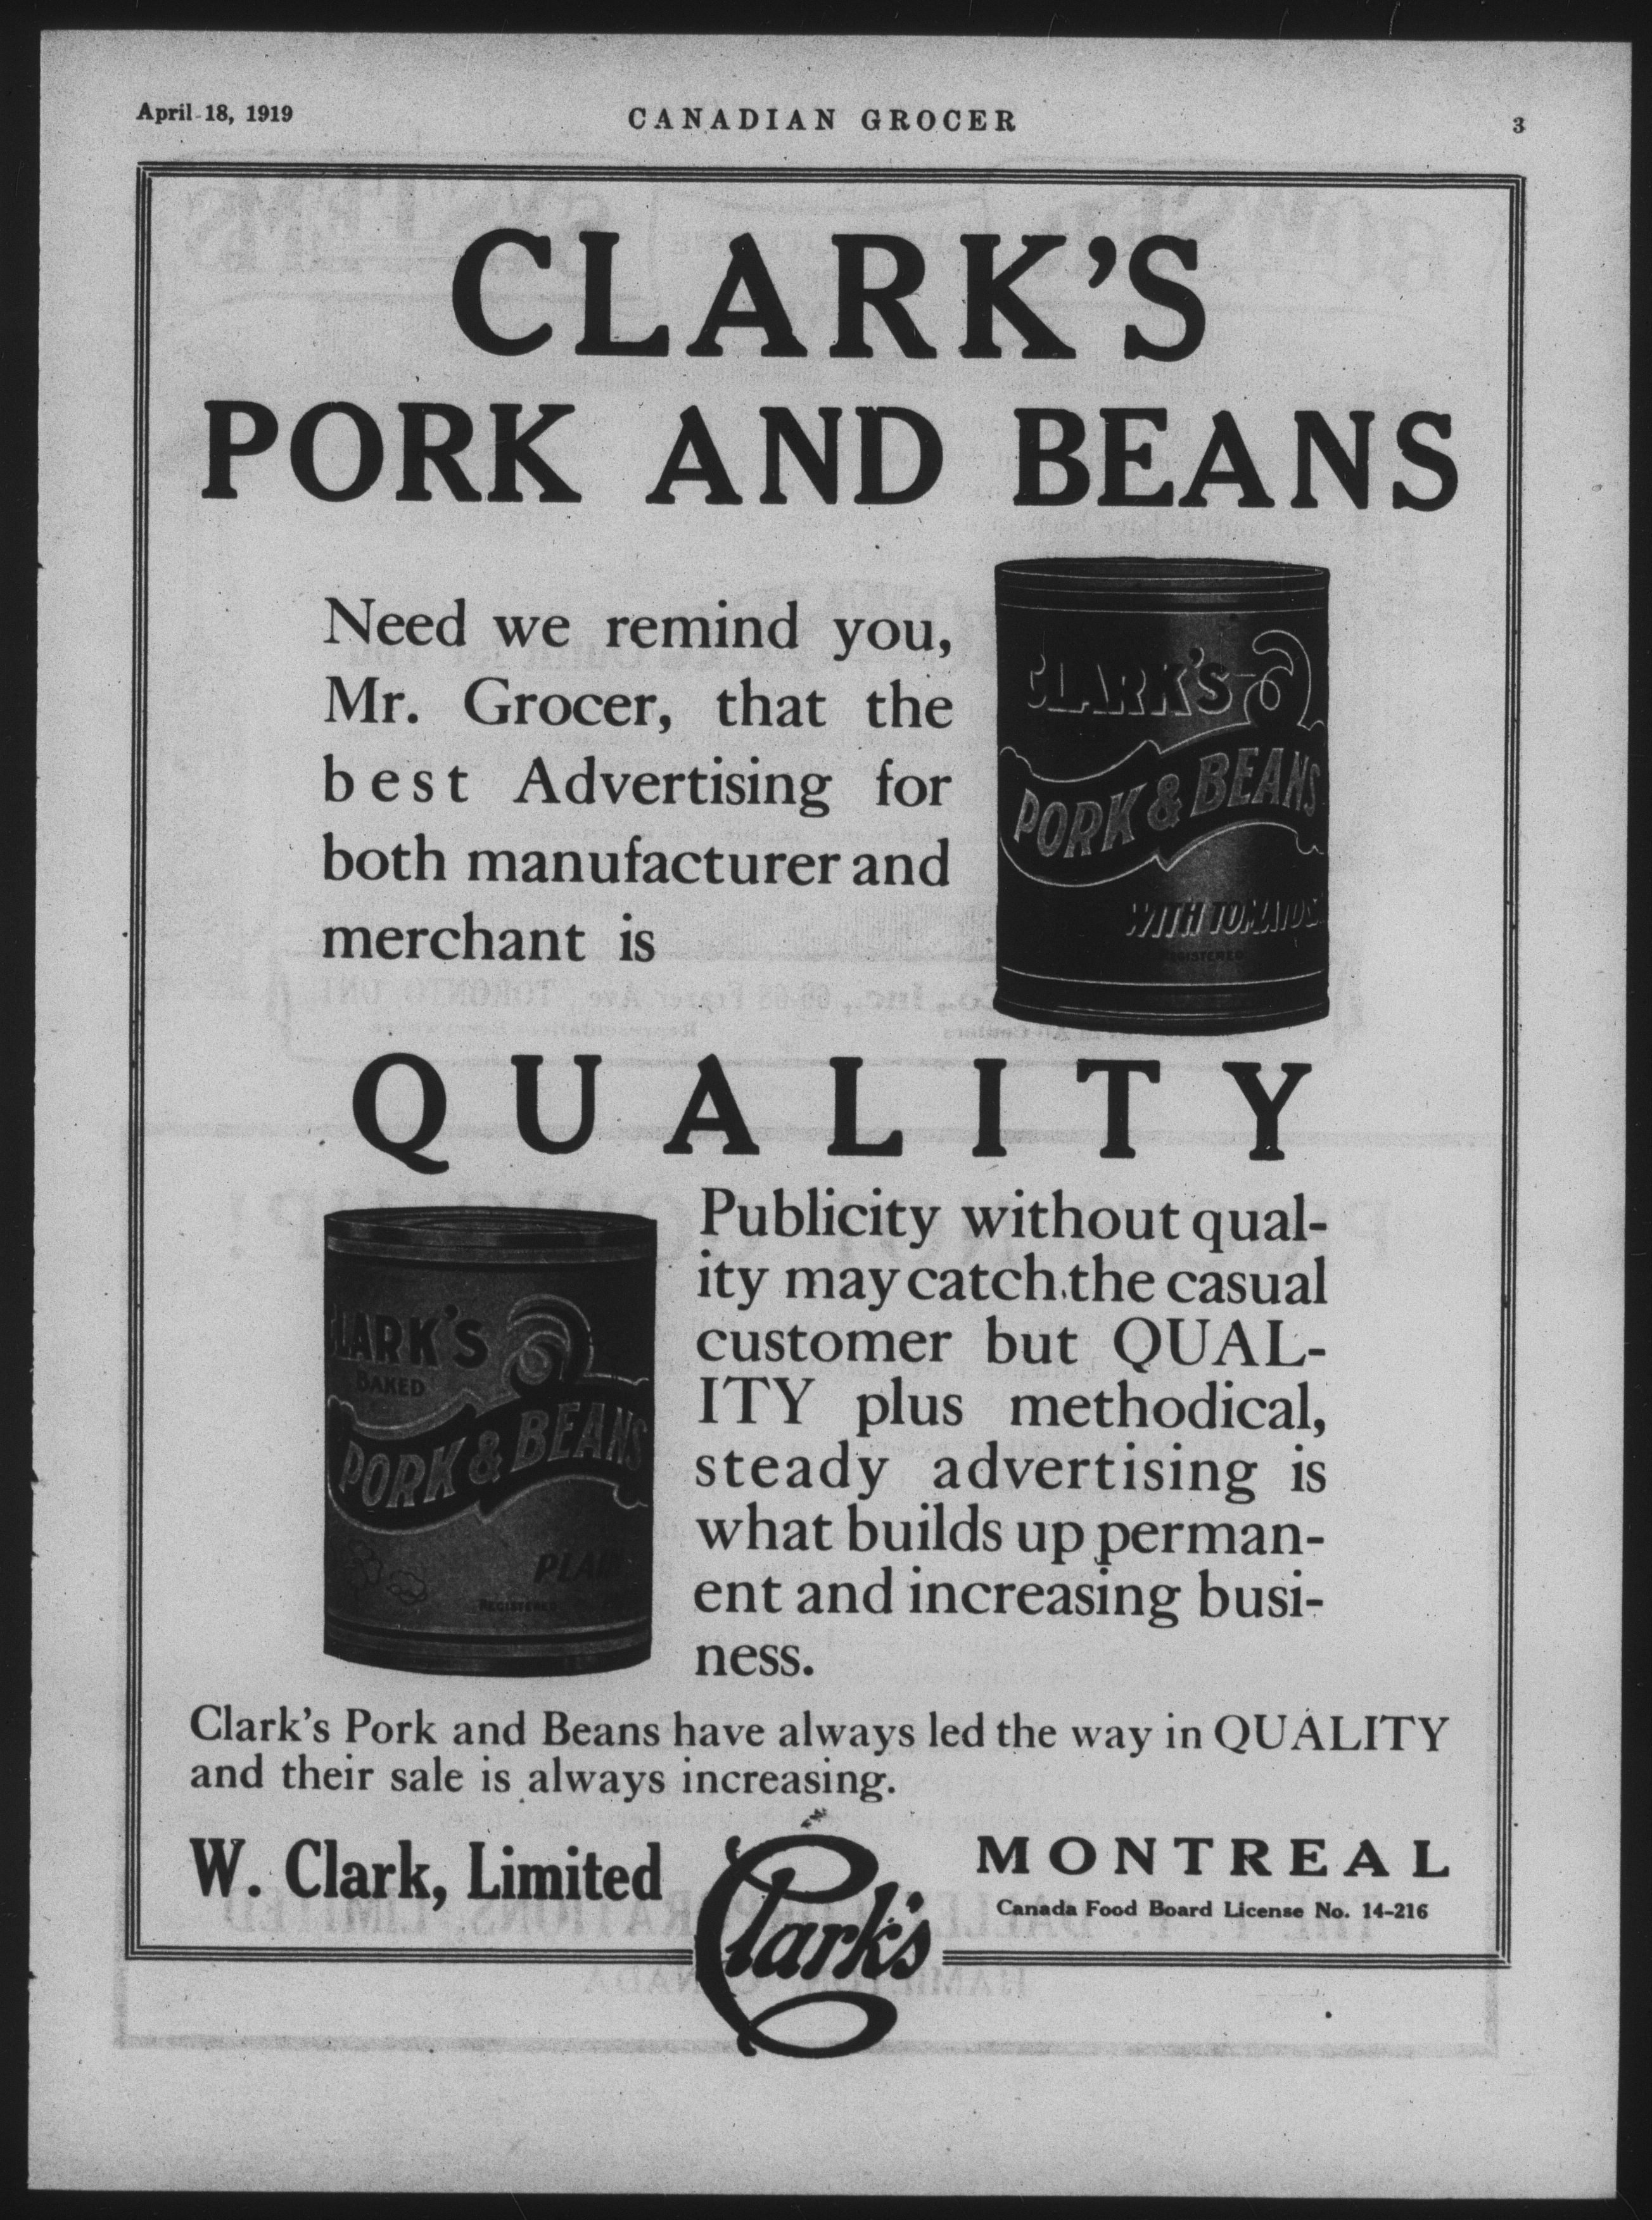 April 18, 1919
CANADIAN GROCER
3
CLARK'S
PORK AND BEANS
Need we remind you,
Mr. Grocer, that the
best Advertising for
both manufacturer and
merchant is
CLARK'S
PORK & BEANS
WITH TOMATO
REGISTERED
QUALITY
CLARK'S
BAKED
PORK & BEANS
PLAIN
REGISTERED
Publicity without qual-
ity may catch the casual
customer but QUAL-
ITY plus methodical,
steady advertising is
what builds up perman-
ent and increasing busi-
ness.
Clark's Pork and Beans have always led the way in QUALITY
and their sale is always increasing.
W. Clark, Limited
Clark's
MONTREAL
Canada Food Board License No. 14-216